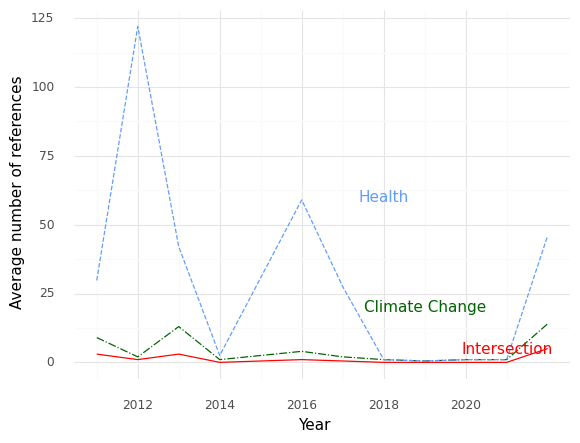 125
100
75
50
25
0
Average number of references
Health
Climate Change
Intersection
2012 2014 2016 2018 2020
Year